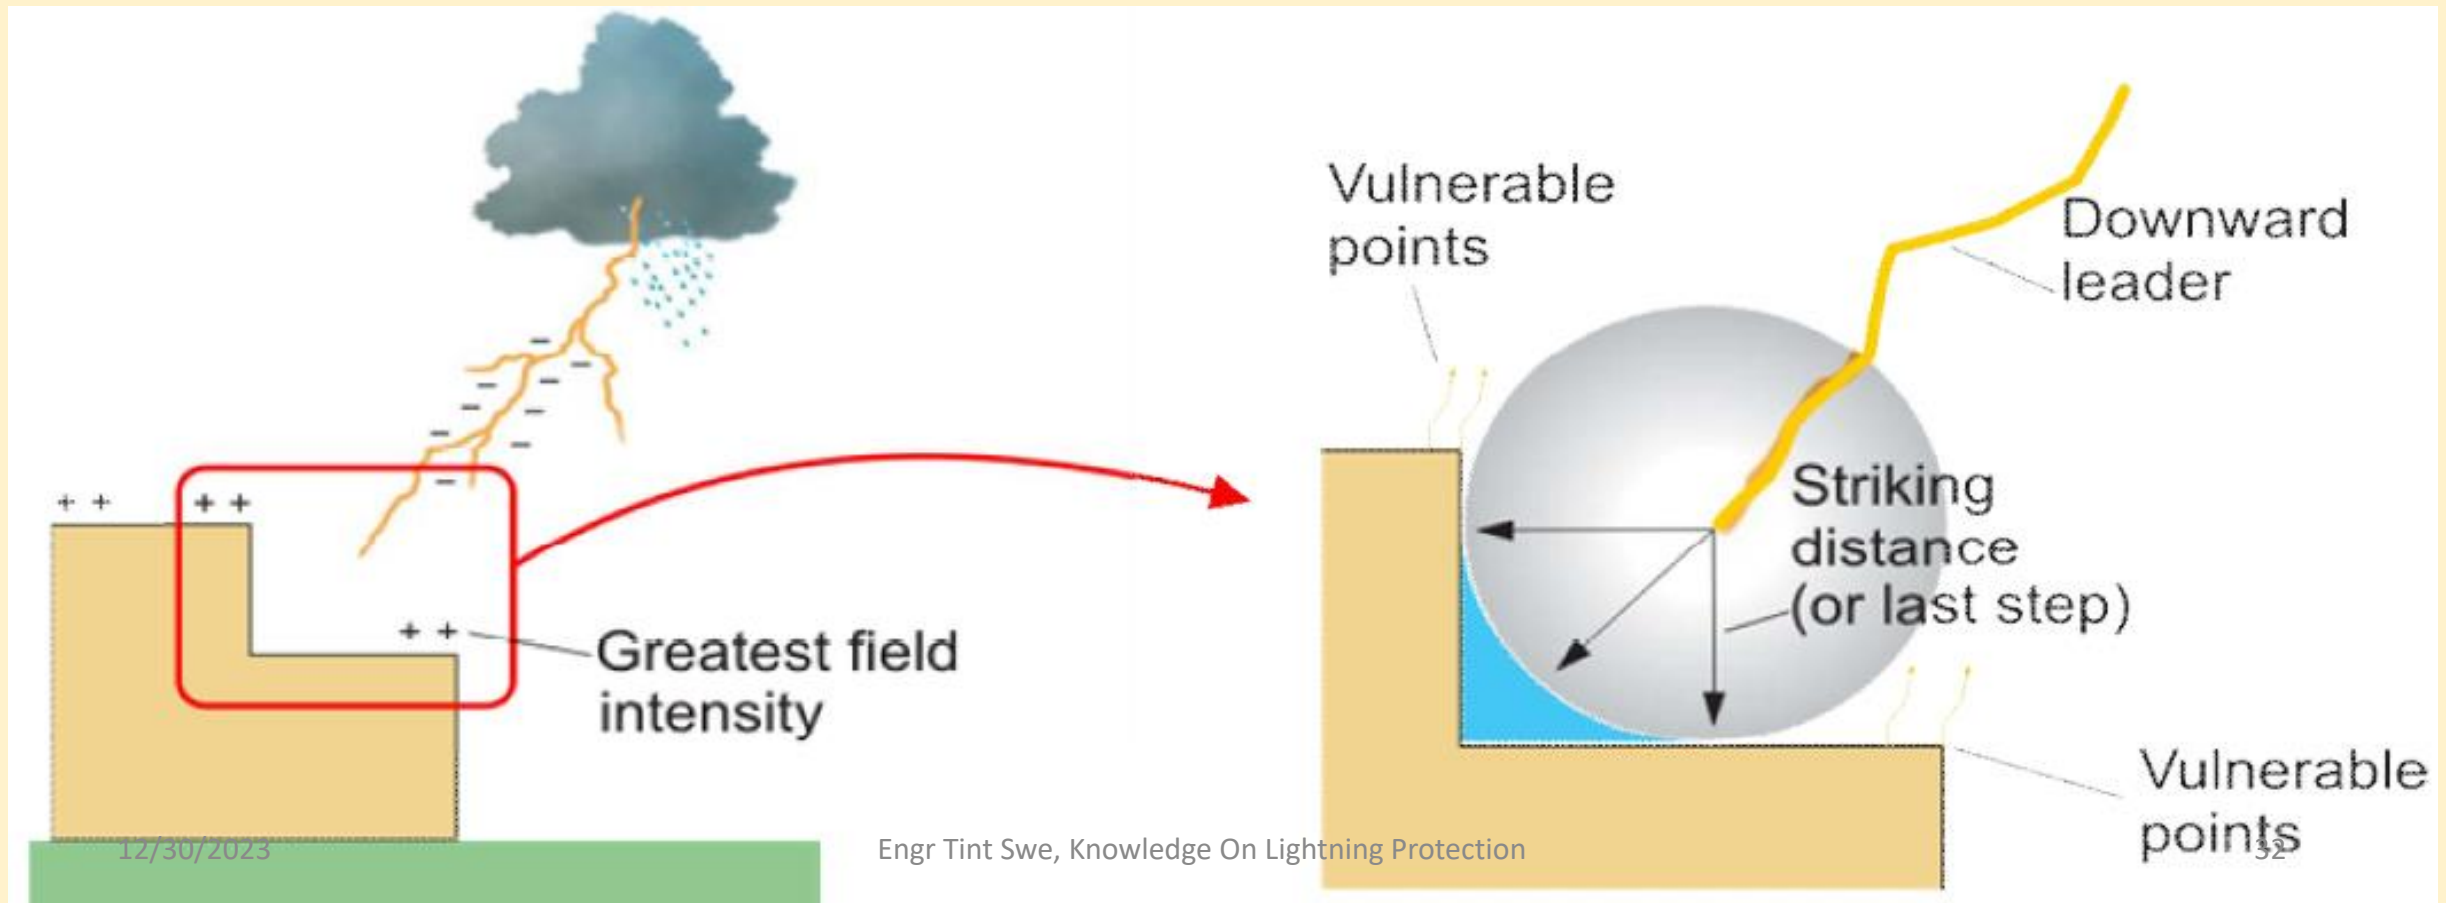 + +
+ +
+ +
Greatest field
intensity
Vulnerable
points
Downward
leader
Striking
distance
(or last step)
Vulnerable
points
12/30/2023
Engr Tint Swe, Knowledge On Lightning Protection
32